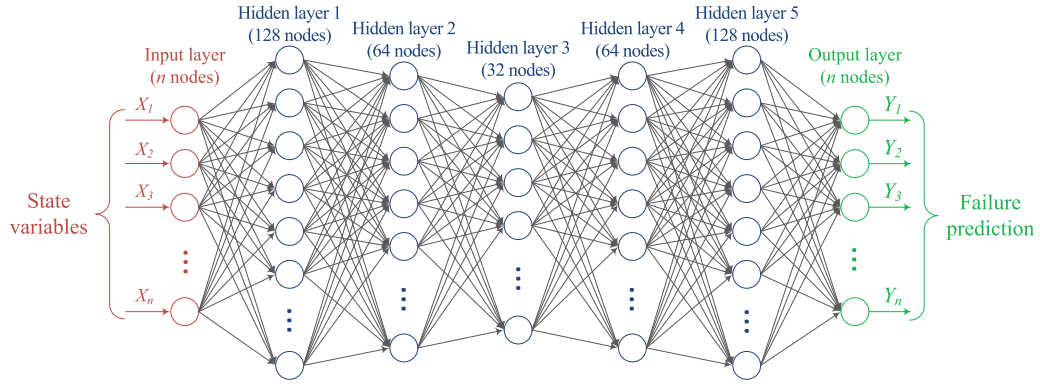 Hidden layer 1
(128 nodes)
Hidden layer 2
(64 nodes)
Hidden layer 3
(32 nodes)
Hidden layer 4
(64 nodes)
Hidden layer 5
(128 nodes)
Input layer
(n nodes)
Output layer
(n nodes)
X1
X2
X3
Xn
State
variables
Y1
Y2
Y3
Yn
Failure
prediction